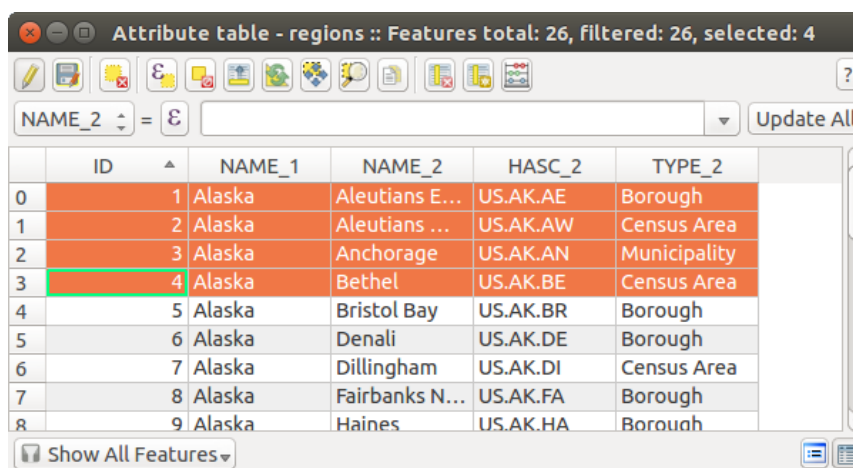 Attribute table - regions :: Features total: 26, filtered: 26, selected: 4
NAME_2 = ε Update All
ID NAME_1 NAME_2 HASC_2 TYPE_2
0 1 Alaska Aleutians E... US.AK.AE Borough
1 2 Alaska Aleutians ... US.AK.AW Census Area
2 3 Alaska Anchorage US.AK.AN Municipality
3 4 Alaska Bethel US.AK.BE Census Area
4 5 Alaska Bristol Bay US.AK.BR Borough
5 6 Alaska Denali US.AK.DE Borough
6 7 Alaska Dillingham US.AK.DI Census Area
7 8 Alaska Fairbanks N... US.AK.FA Borough
8 9 Alaska Haines US.AK.HA Borough
Show All Features